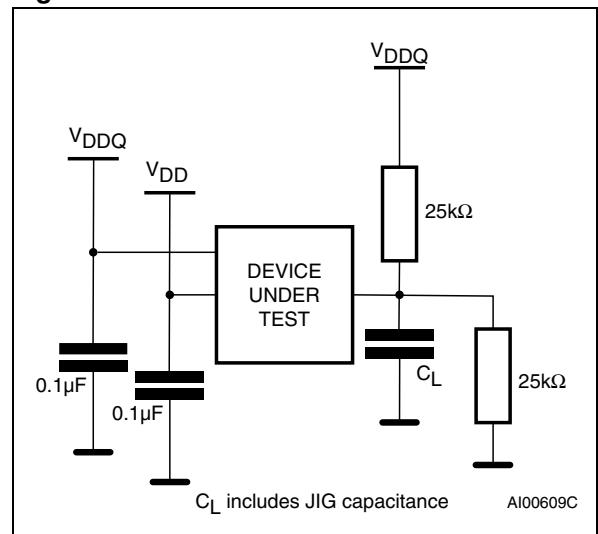 V_DDQ
V_DDQ
V_DD
25kΩ
DEVICE
UNDER
TEST
0.1µF
0.1µF
C_L
25kΩ
C_L includes JIG capacitance
AI00609C